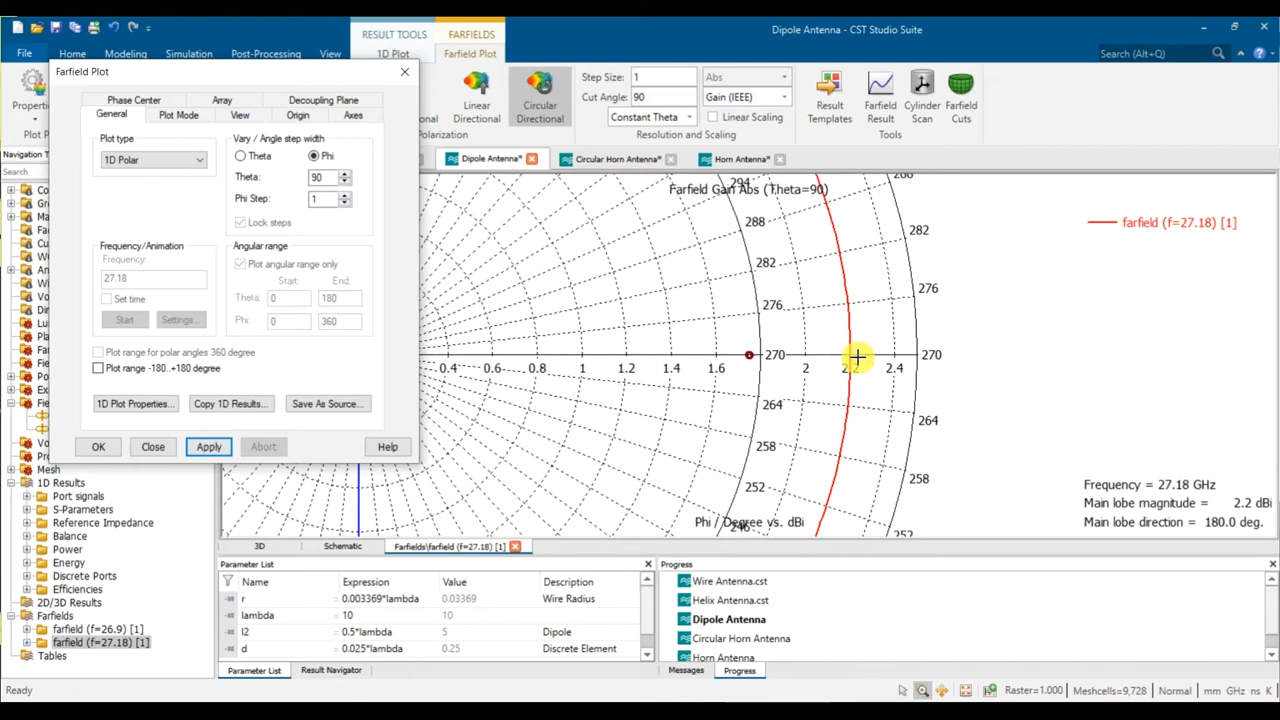 Dipole Antenna* - CST Studio Suite
RESULT TOOLS
FARFIELDS
File
Home
Modeling
Simulation
Post-Processing
View
1D Plot
Farfield Plot
Search (Alt+Q)
Properti
Plot P
Linear Directional
Circular Directional
Polarization
Step Size: 1
Cut Angle: 90
Constant Theta
Abs
Gain (IEEE)
Linear Scaling
Resolution and Scaling
Result Templates
Farfield Result
Cylinder Scan
Farfield Cuts
Tools
Farfield Plot
Phase Center
Array
Decoupling Plane
General
Plot Mode
View
Origin
Axes
Plot type
1D Polar
Vary / Angle step width
Theta
Phi
Theta: 90
Phi Step: 1
Lock steps
Frequency/Animation
Frequency:
27.18
Set time
Start
Settings...
Angular range
Plot angular range only
Start: End:
Theta: 0 180
Phi: 0 360
Plot range for polar angles 360 degree
Plot range -180..+180 degree
1D Plot Properties...
Copy 1D Results...
Save As Source...
OK
Close
Apply
Abort
Help
Navigation T
Search
1D Results
Port signals
S-Parameters
Reference Impedance
Balance
Power
Energy
Discrete Ports
Efficiencies
2D/3D Results
Farfields
farfield (f=26.9) [1]
farfield (f=27.18) [1]
Tables
Mesh
Dipole Antenna*
Circular Horn Antenna*
Horn Antenna*
Farfield Gain Abs (Theta=90)
farfield (f=27.18) [1]
294
288
282
276
270
264
258
252
246
282
276
270
264
258
0.4 0.6 0.8 1 1.2 1.4 1.6 2 2.2 2.4
Phi / Degree vs. dBi
Frequency = 27.18 GHz
Main lobe magnitude = 2.2 dBi
Main lobe direction = 180.0 deg.
3D
Schematic
Farfields\farfield (f=27.18) [1]
Parameter List
Name Expression Value Description
r = 0.003369*lambda 0.03369 Wire Radius
lambda = 10 10
l2 = 0.5*lambda 5 Dipole
d = 0.025*lambda 0.25 Discrete Element
Parameter List
Result Navigator
Progress
Wire Antenna.cst
Helix Antenna.cst
Dipole Antenna
Circular Horn Antenna
Horn Antenna
Messages
Progress
Ready
Raster=1.000
Meshcells=9,728
Normal
mm GHz ns K